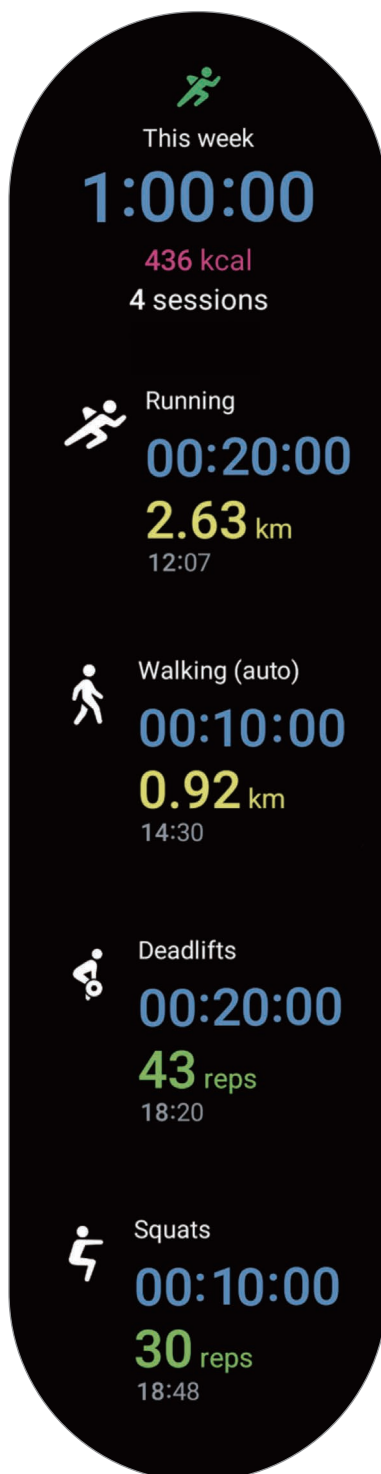 This week
1:00:00
436 kcal
4 sessions
Running
00:20:00
2.63 km
12:07
Walking (auto)
00:10:00
0.92 km
14:30
Deadlifts
00:20:00
43 reps
18:20
Squats
00:10:00
30 reps
18:48